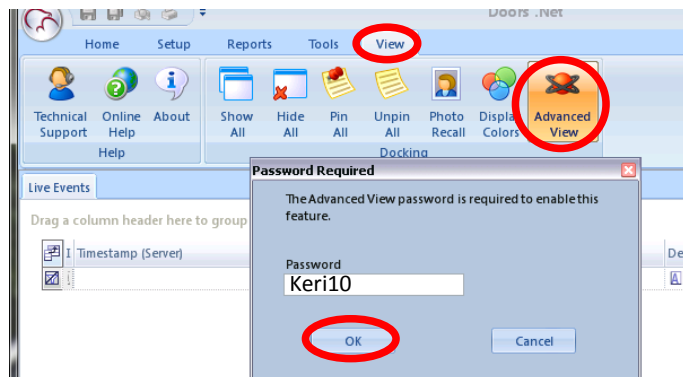 Doors .Net
Home Setup Reports Tools View
Technical Support
Online Help
About
Show All
Hide All
Pin All
Unpin All
Photo Recall
Display Colors
Advanced View
Help
Docking
Password Required
Live Events
The Advanced View password is required to enable this
feature.
Drag a column header here to group
I Timestamp (Server)
De
Password
Keri10
OK
Cancel